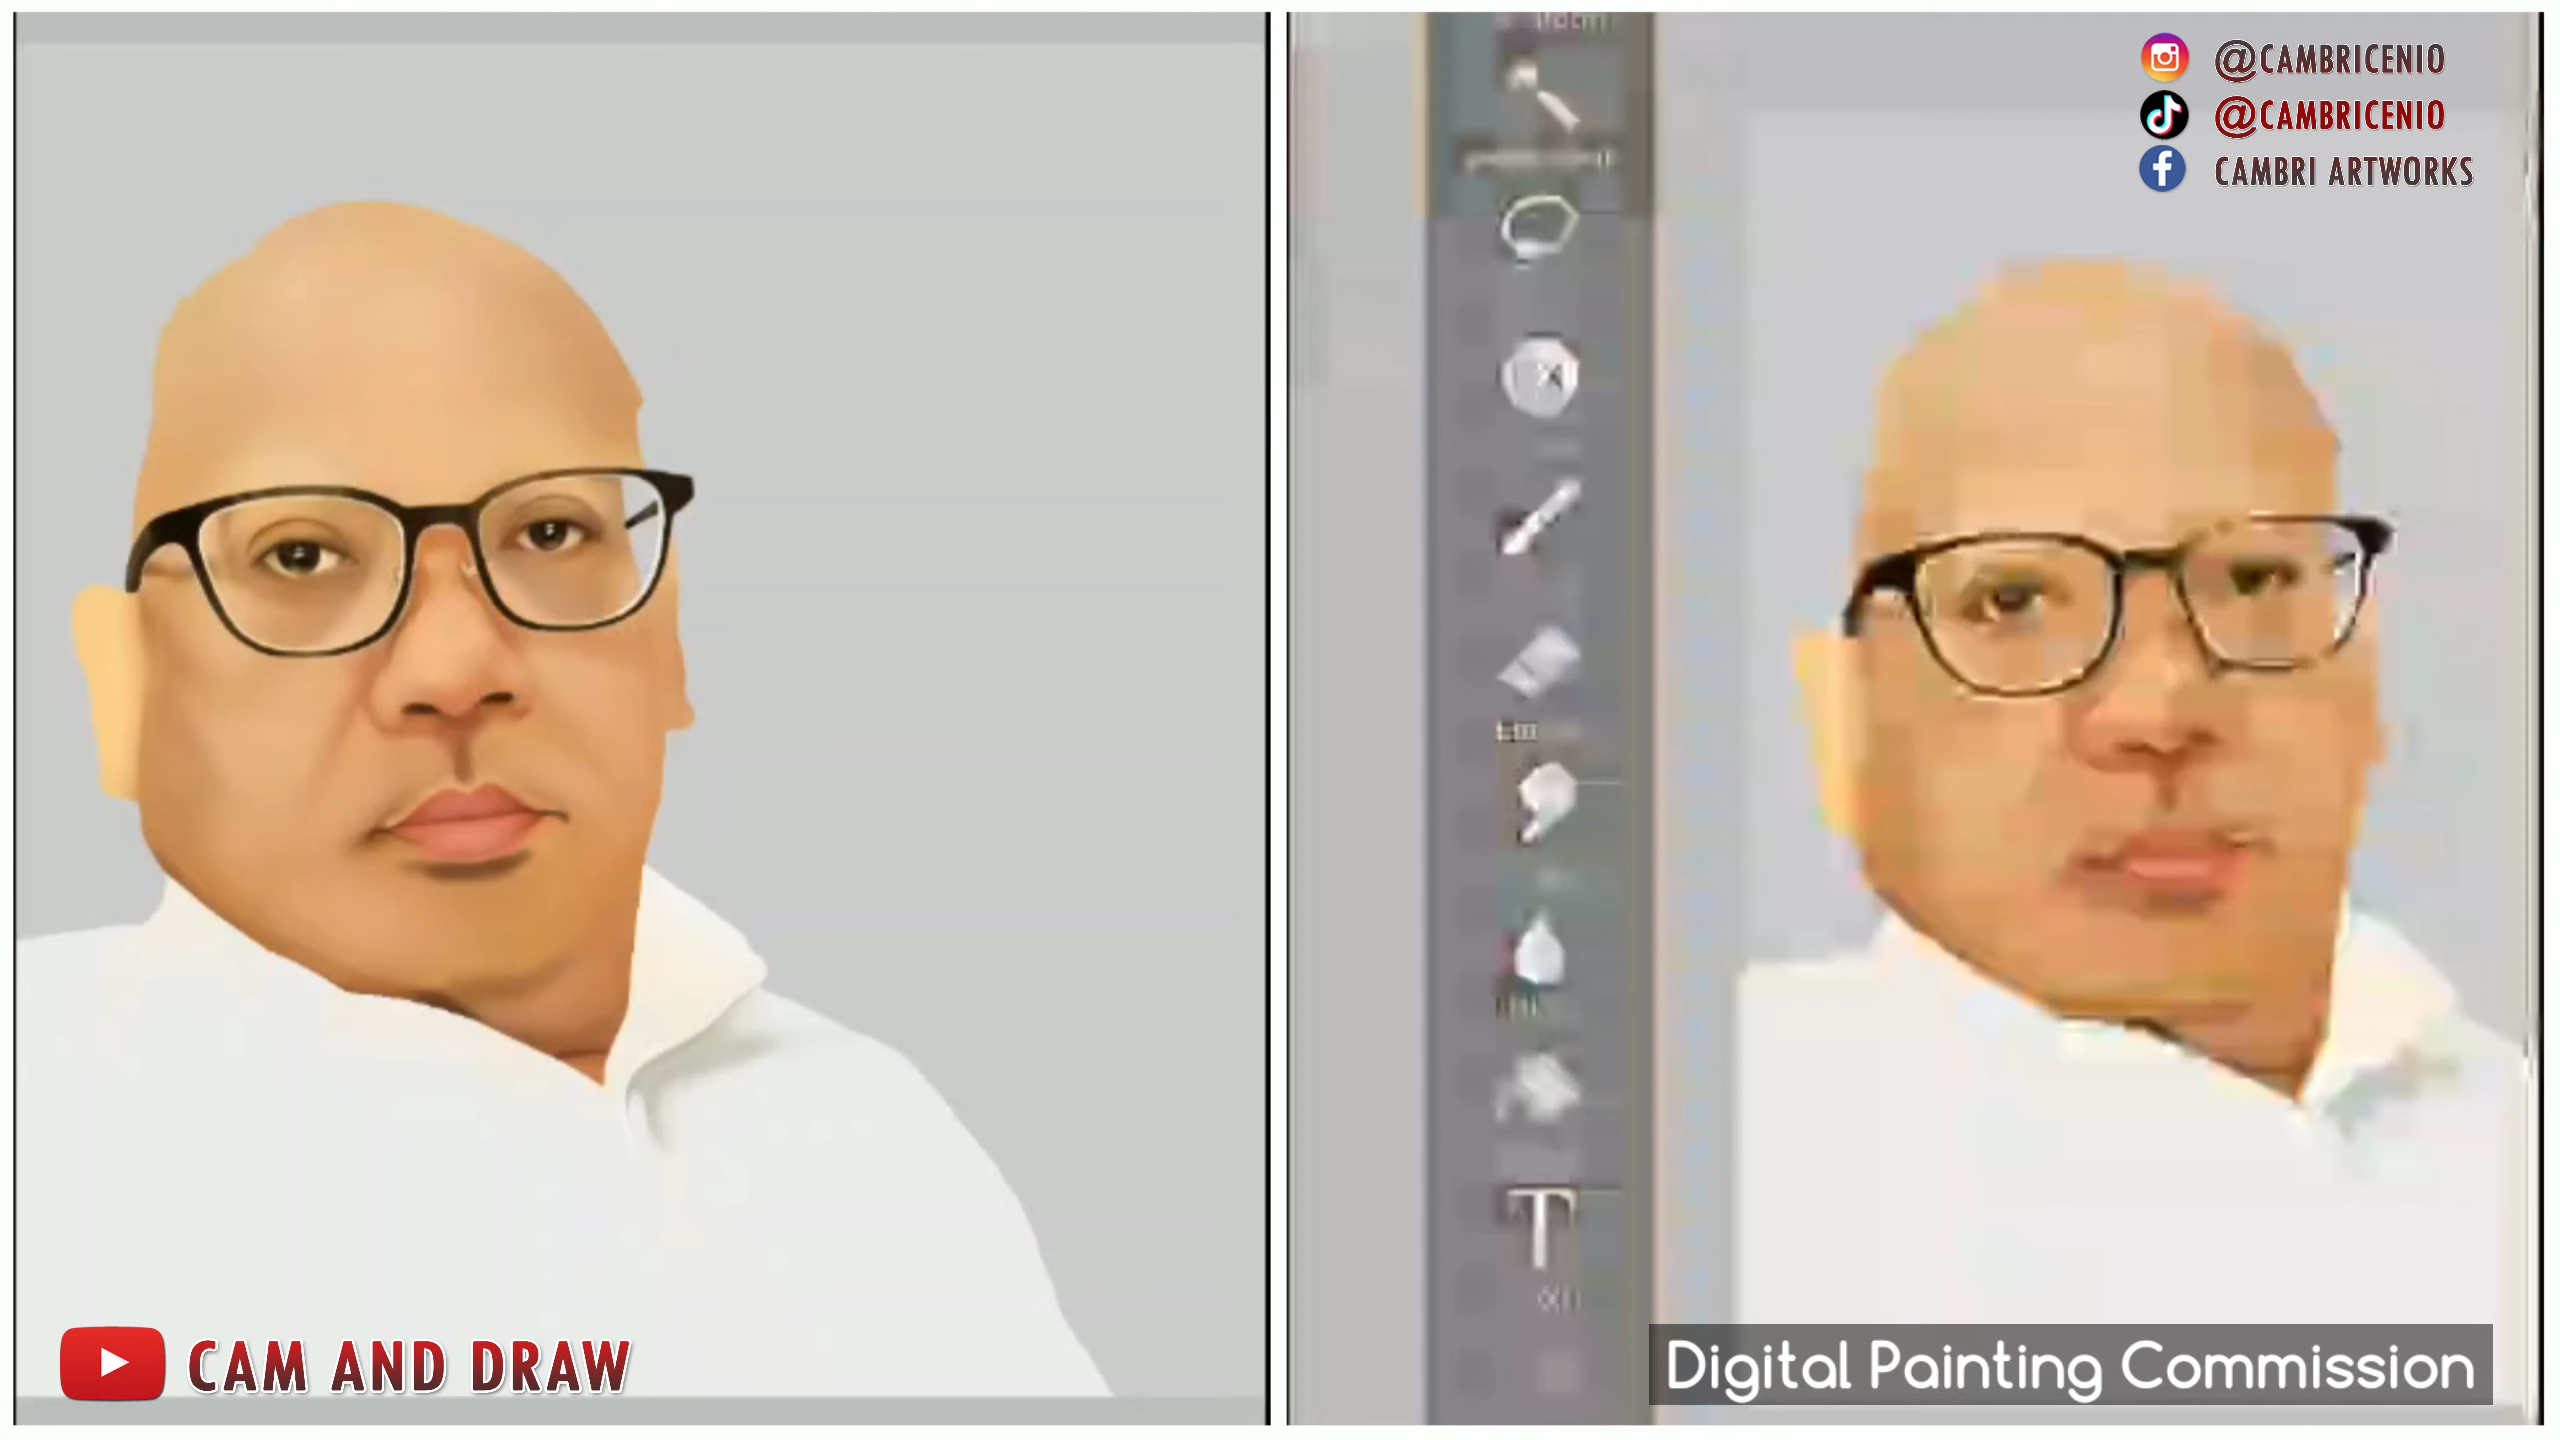 @CAMBRICENIO
@CAMBRICENIO
CAMBRI ARTWORKS
CAM AND DRAW
Digital Painting Commission